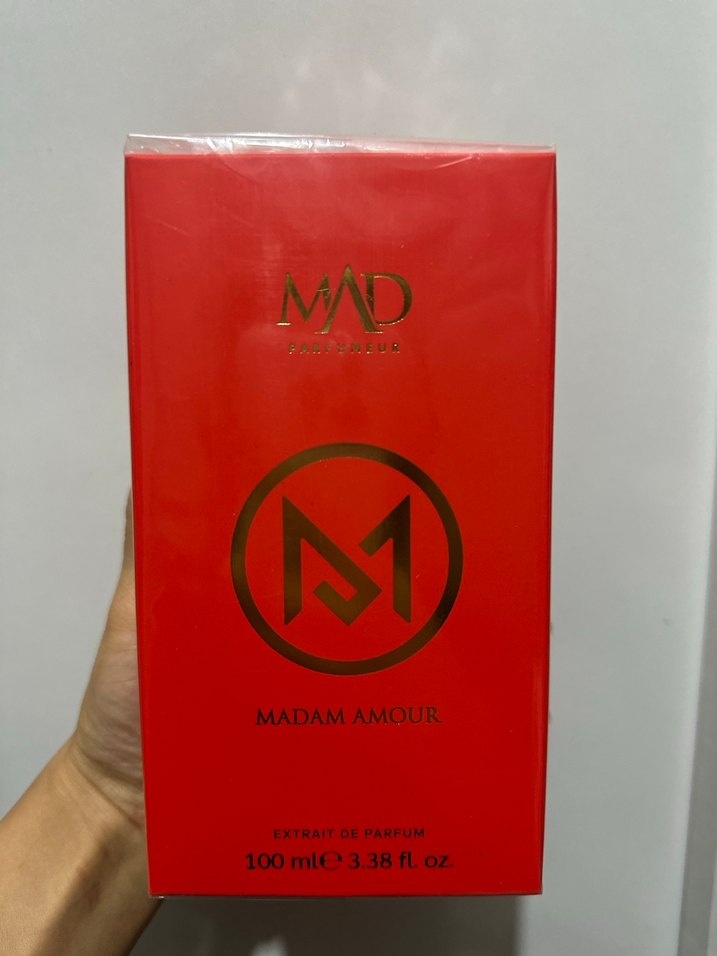 MAD
PARFUMEUR
M
MADAM AMOUR
EXTRAIT DE PARFUM
100 ml℮ 3.38 fl. oz.